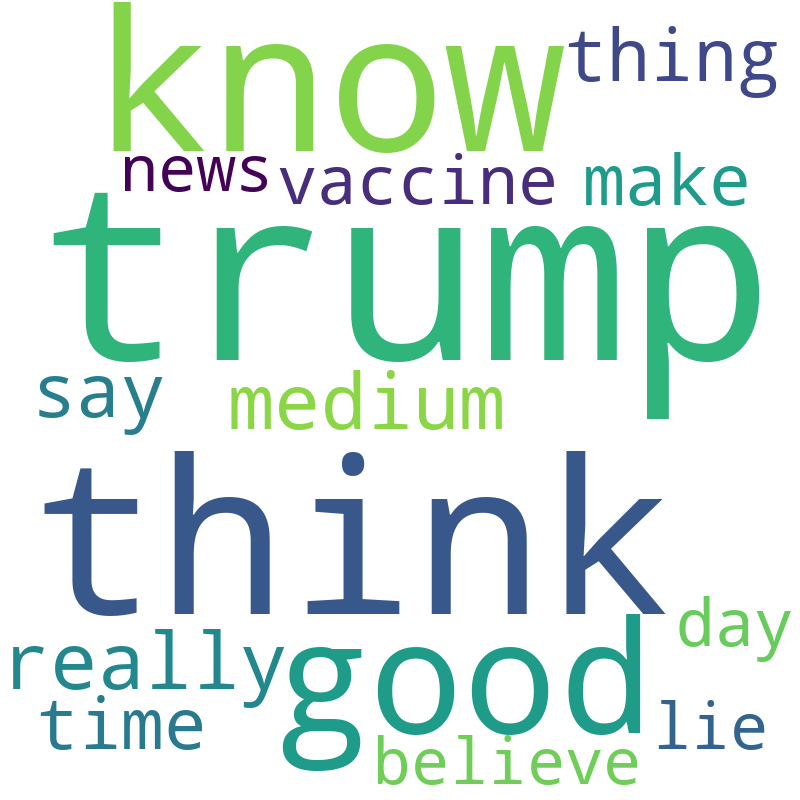 know thing
news vaccine make
trump
say medium
think
day
really good
time lie
believe